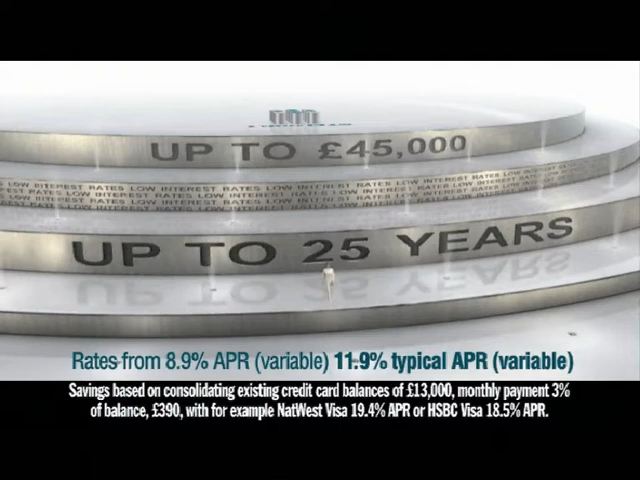 UP TO £45,000
LOW INTEREST RATES LOW INTEREST RATES LOW INTEREST RATES LOW INTEREST RATES
UP TO 25 YEARS
Rates from 8.9% APR (variable) 11.9% typical APR (variable)
Savings based on consolidating existing credit card balances of £13,000, monthly payment 3%
of balance, £390, with for example NatWest Visa 19.4% APR or HSBC Visa 18.5% APR.